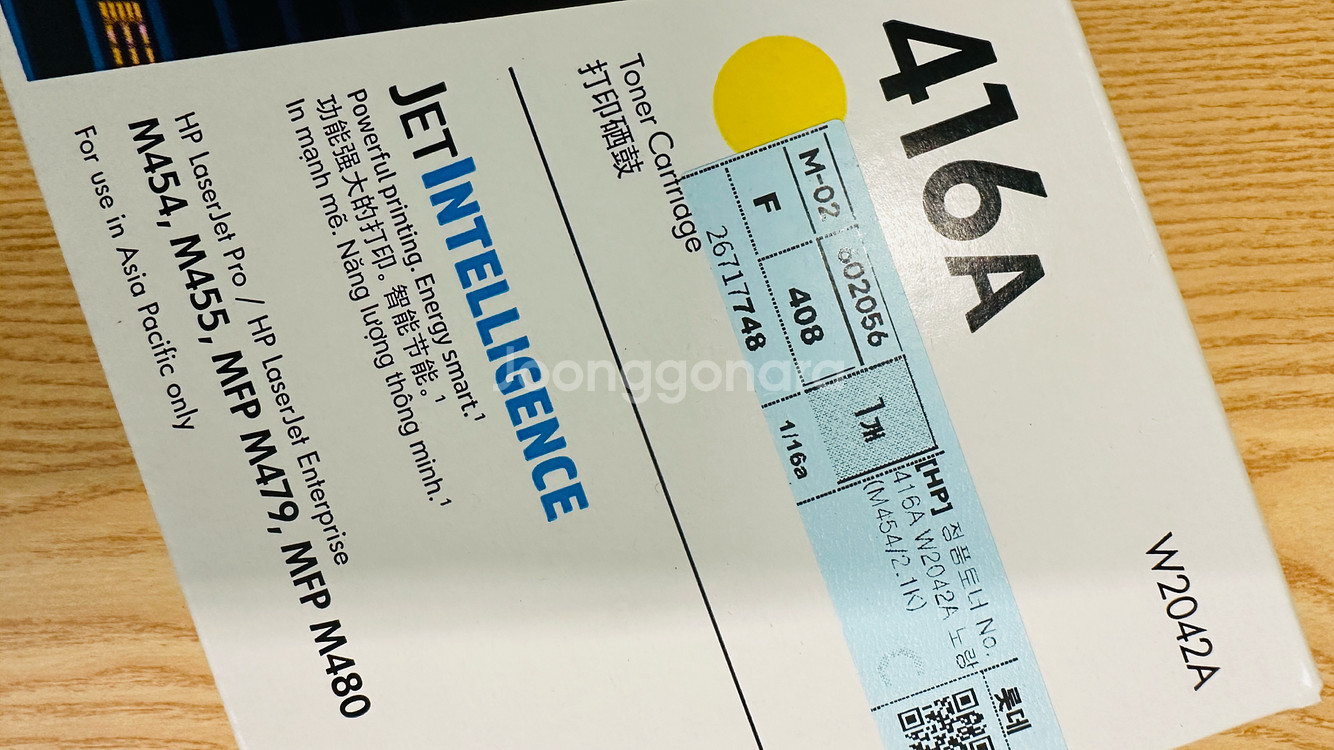 416A
W2042A
Toner Cartridge
打印硒鼓
JETINTELLIGENCE
Powerful printing. Energy smart.¹
功能强大的打印。智能节能。¹
In mạnh mẽ. Năng lượng thông minh.¹
HP LaserJet Pro / HP LaserJet Enterprise
M454, M455, MFP M479, MFP M480
For use in Asia Pacific only
M-02 602056 1개
F 408
26717748 1/16a
[HP] 정품토너 No.
416A W2042A 노랑
(M454/2.1K)
롯데
Joonggonara